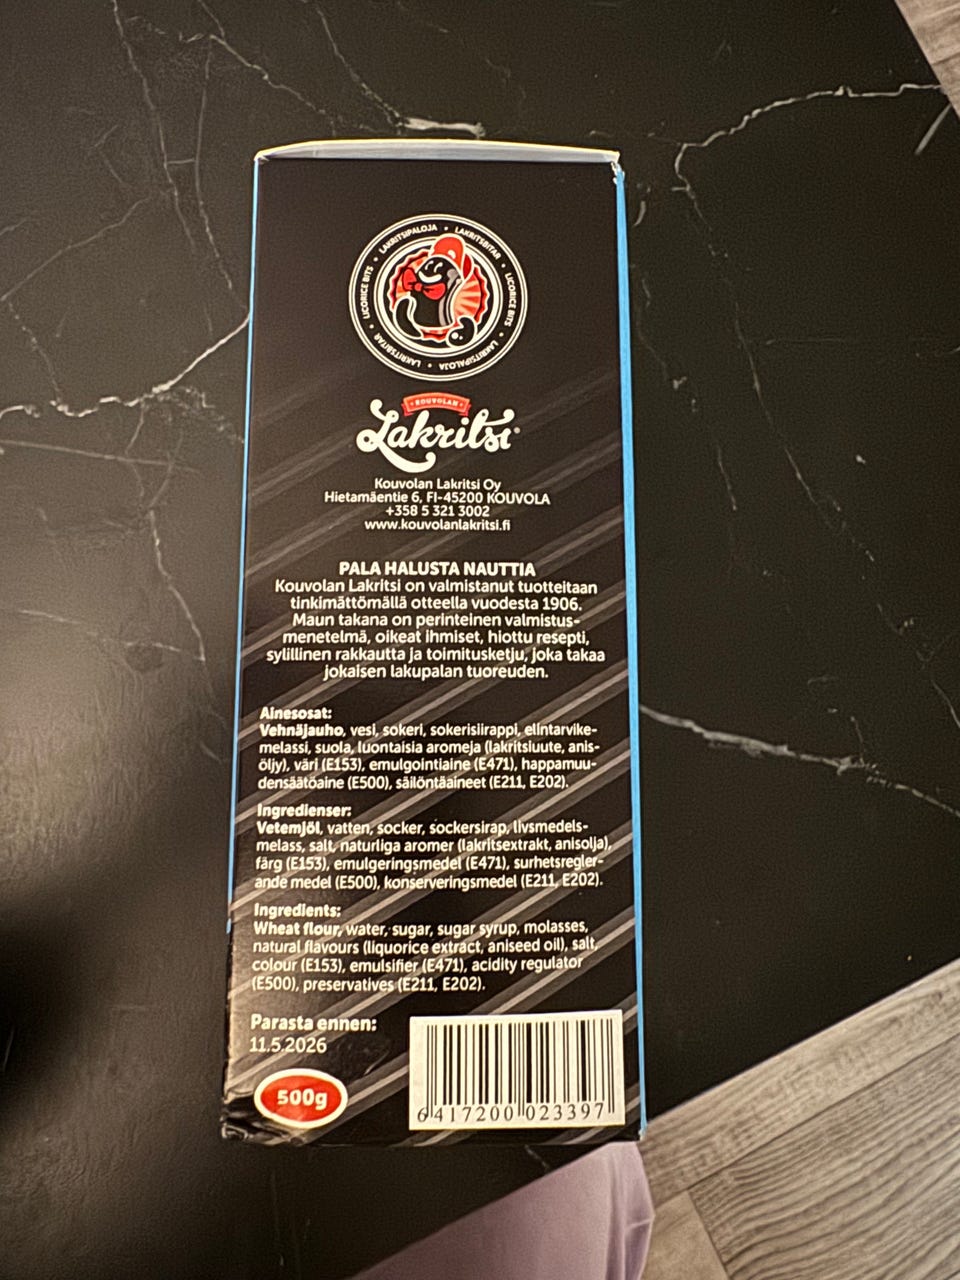 LICORICE BITS • LAKRITSIPALOJA • LAKRITSBITAR • LICORICE BITS • LAKRITSIPALOJA • LAKRITSBITAR •
• KOUVOLAN •
Lakritsi
Kouvolan Lakritsi Oy
Hietamäentie 6, FI-45200 KOUVOLA
+358 5 321 3002
www.kouvolanlakritsi.fi
PALA HALUSTA NAUTTIA
Kouvolan Lakritsi on valmistanut tuotteitaan
tinkimättömällä otteella vuodesta 1906.
Maun takana on perinteinen valmistus-
menetelmä, oikeat ihmiset, hiottu resepti,
sylillinen rakkautta ja toimitusketju, joka takaa
jokaisen lakupalan tuoreuden.
Ainesosat:
Vehnäjauho, vesi, sokeri, sokerisiirappi, elintarvike-
melassi, suola, luontaisia aromeja (lakritsiuute, anis-
öljy), väri (E153), emulgointiaine (E471), happamuu-
densäätöaine (E500), säilöntäaineet (E211, E202).
Ingredienser:
Vetemjöl, vatten, socker, sockersirap, livsmedels-
melass, salt, naturliga aromer (lakritsextrakt, anisolja),
färg (E153), emulgeringsmedel (E471), surhetsregler-
ande medel (E500), konserveringsmedel (E211, E202).
Ingredients:
Wheat flour, water, sugar, sugar syrup, molasses,
natural flavours (liquorice extract, aniseed oil), salt,
colour (E153), emulsifier (E471), acidity regulator
(E500), preservatives (E211, E202).
Parasta ennen:
11.5.2026
500g
6 417200 023397